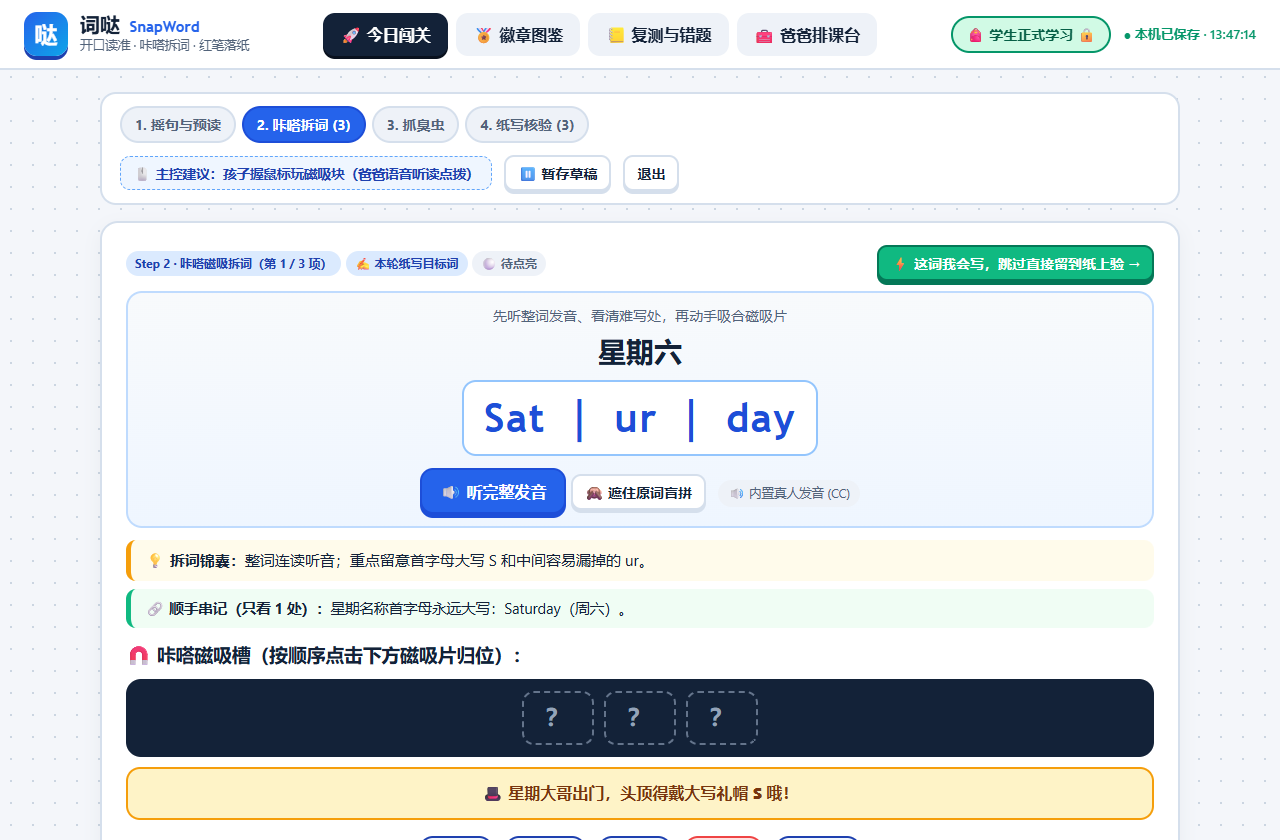 哒
词哒 SnapWord
开口读准 · 咔嗒拆词 · 红笔落纸
🚀 今日闯关
🏅 徽章图鉴
📒 复测与错题
🧰 爸爸排课台
🎒 学生正式学习 🔒
● 本机已保存 · 13:47:14
1. 摇句与预读
2. 咔嗒拆词 (3)
3. 抓臭虫
4. 纸写核验 (3)
🖱️ 主控建议：孩子握鼠标玩磁吸块（爸爸语音听读点拨）
⏸️ 暂存草稿
退出
Step 2 · 咔嗒磁吸拆词（第 1 / 3 项）
✍️ 本轮纸写目标词
🌑 待点亮
⚡ 这词我会写，跳过直接留到纸上验 →
先听整词发音、看清难写处，再动手吸合磁吸片
星期六
Sat | ur | day
🔊 听完整发音
🙈 遮住原词盲拼
🔊 内置真人发音 (CC)
💡 拆词锦囊：整词连读听音；重点留意首字母大写 S 和中间容易漏掉的 ur。
🔗 顺手串记（只看 1 处）：星期名称首字母永远大写：Saturday（周六）。
🧲 咔嗒磁吸槽（按顺序点击下方磁吸片归位）：
? ? ?
🎩 星期大哥出门，头顶得戴大写礼帽 S 哦！